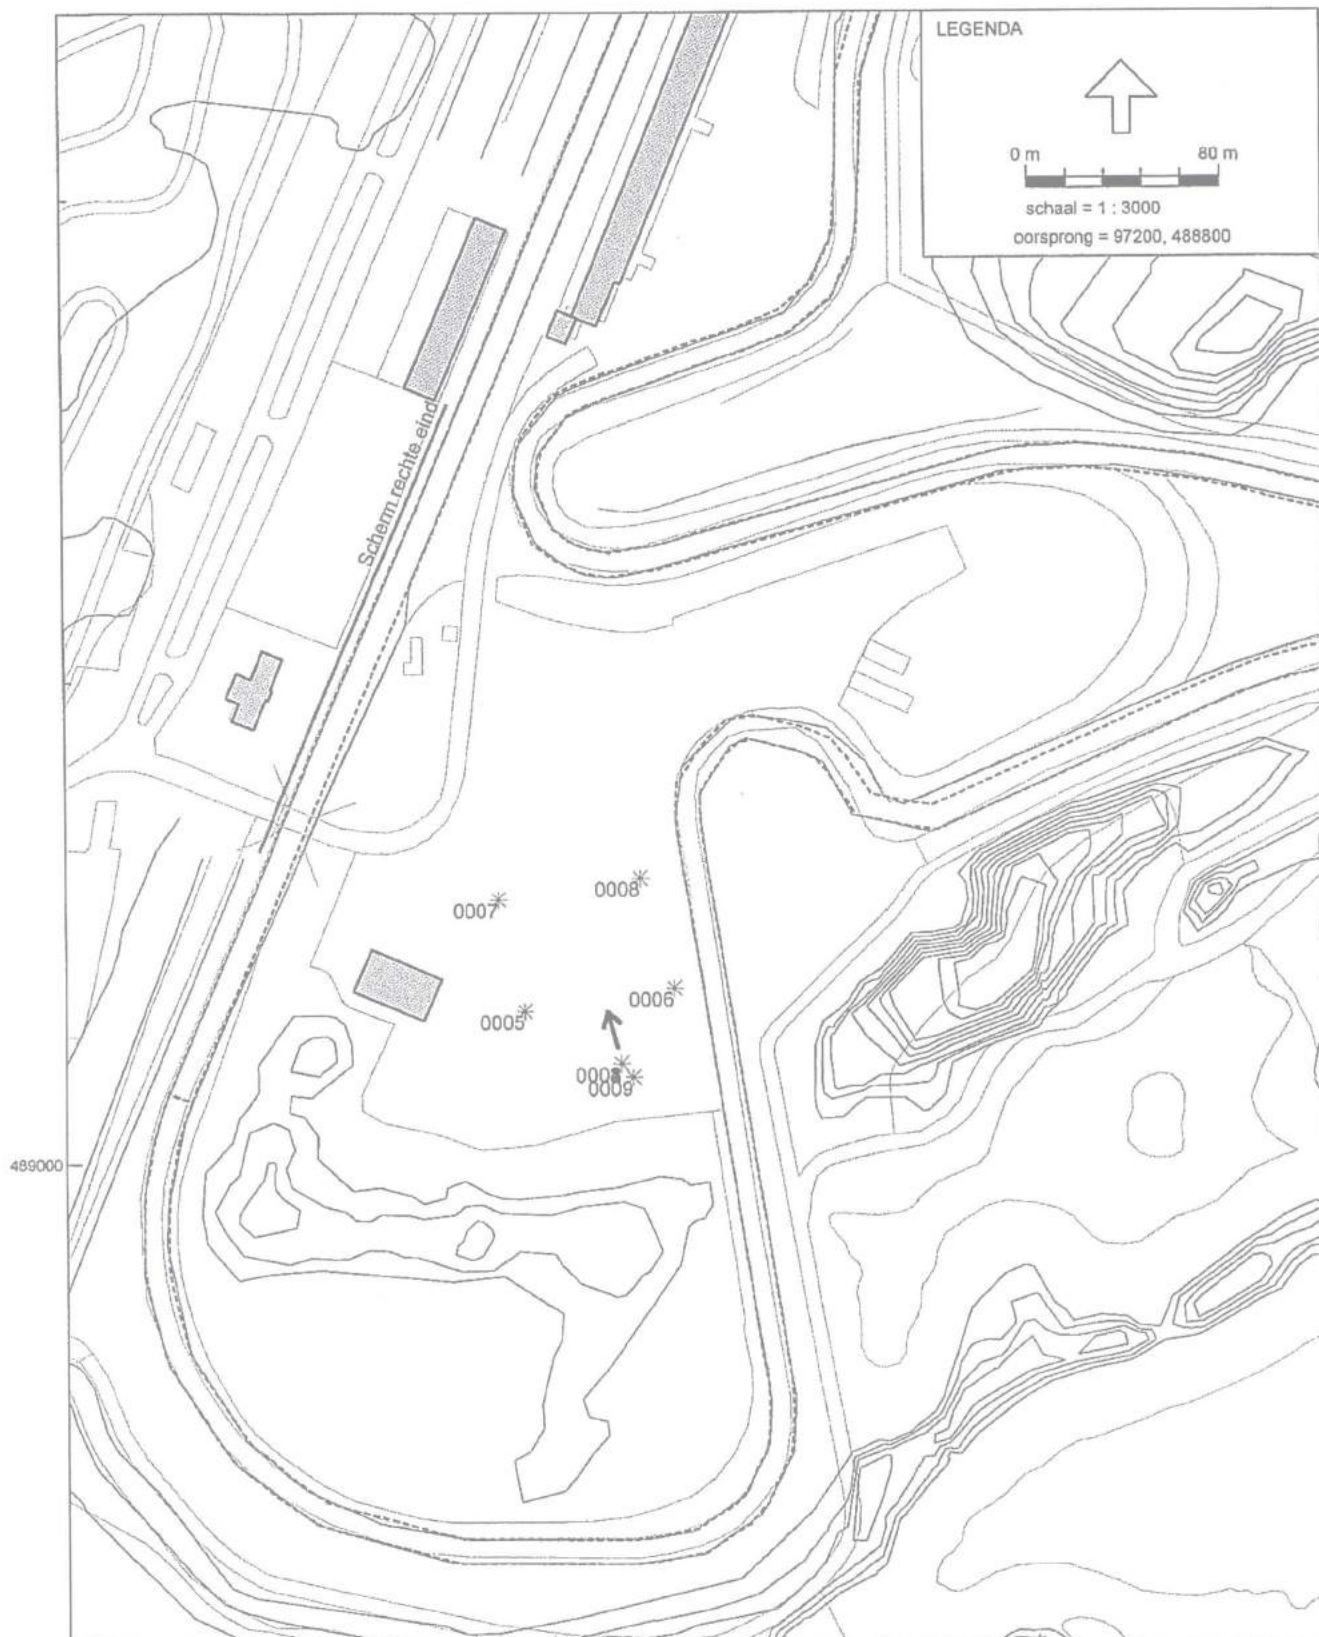 LEGENDA
0 m 80 m
schaal = 1 : 3000
oorsprong = 97200, 488800
Scherm rechte eind
0008
0007
0006
0005
0009
489000